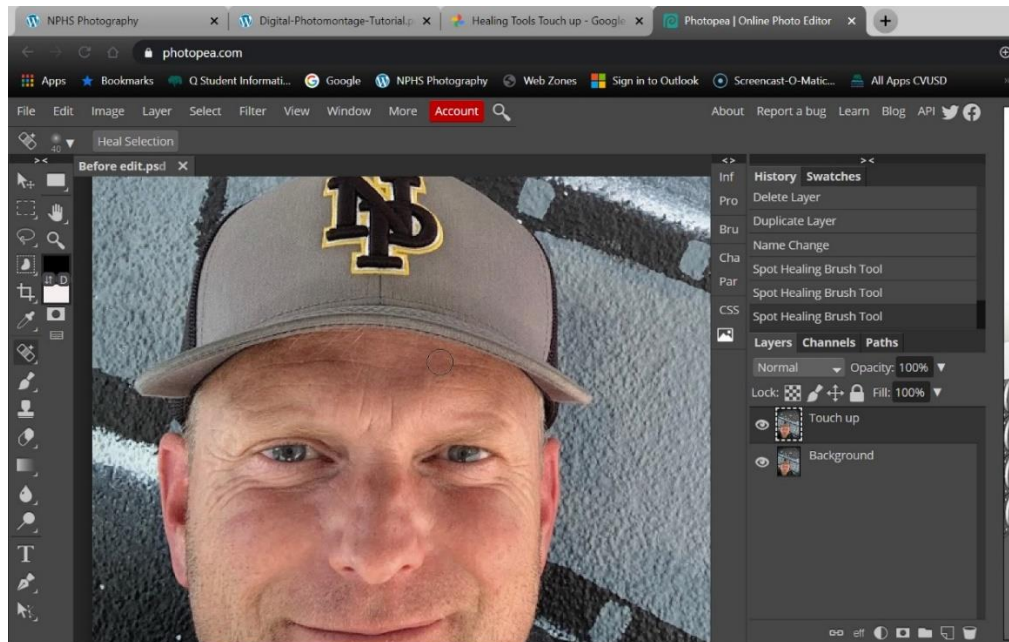 NPHS Photography
Digital-Photomontage-Tutorial.p
Healing Tools Touch up - Google
Photopea | Online Photo Editor
photopea.com
Apps Bookmarks Q Student Informati... Google NPHS Photography Web Zones Sign in to Outlook Screencast-O-Matic... All Apps CVUSD
File Edit Image Layer Select Filter View Window More Account About Report a bug Learn Blog API
40 Heal Selection
Before edit.psd
NP
D
Inf
Pro
Bru
Cha
Par
CSS
History Swatches
Delete Layer
Duplicate Layer
Name Change
Spot Healing Brush Tool
Spot Healing Brush Tool
Spot Healing Brush Tool
Layers Channels Paths
Normal Opacity: 100%
Lock: Fill: 100%
Touch up
Background
eff